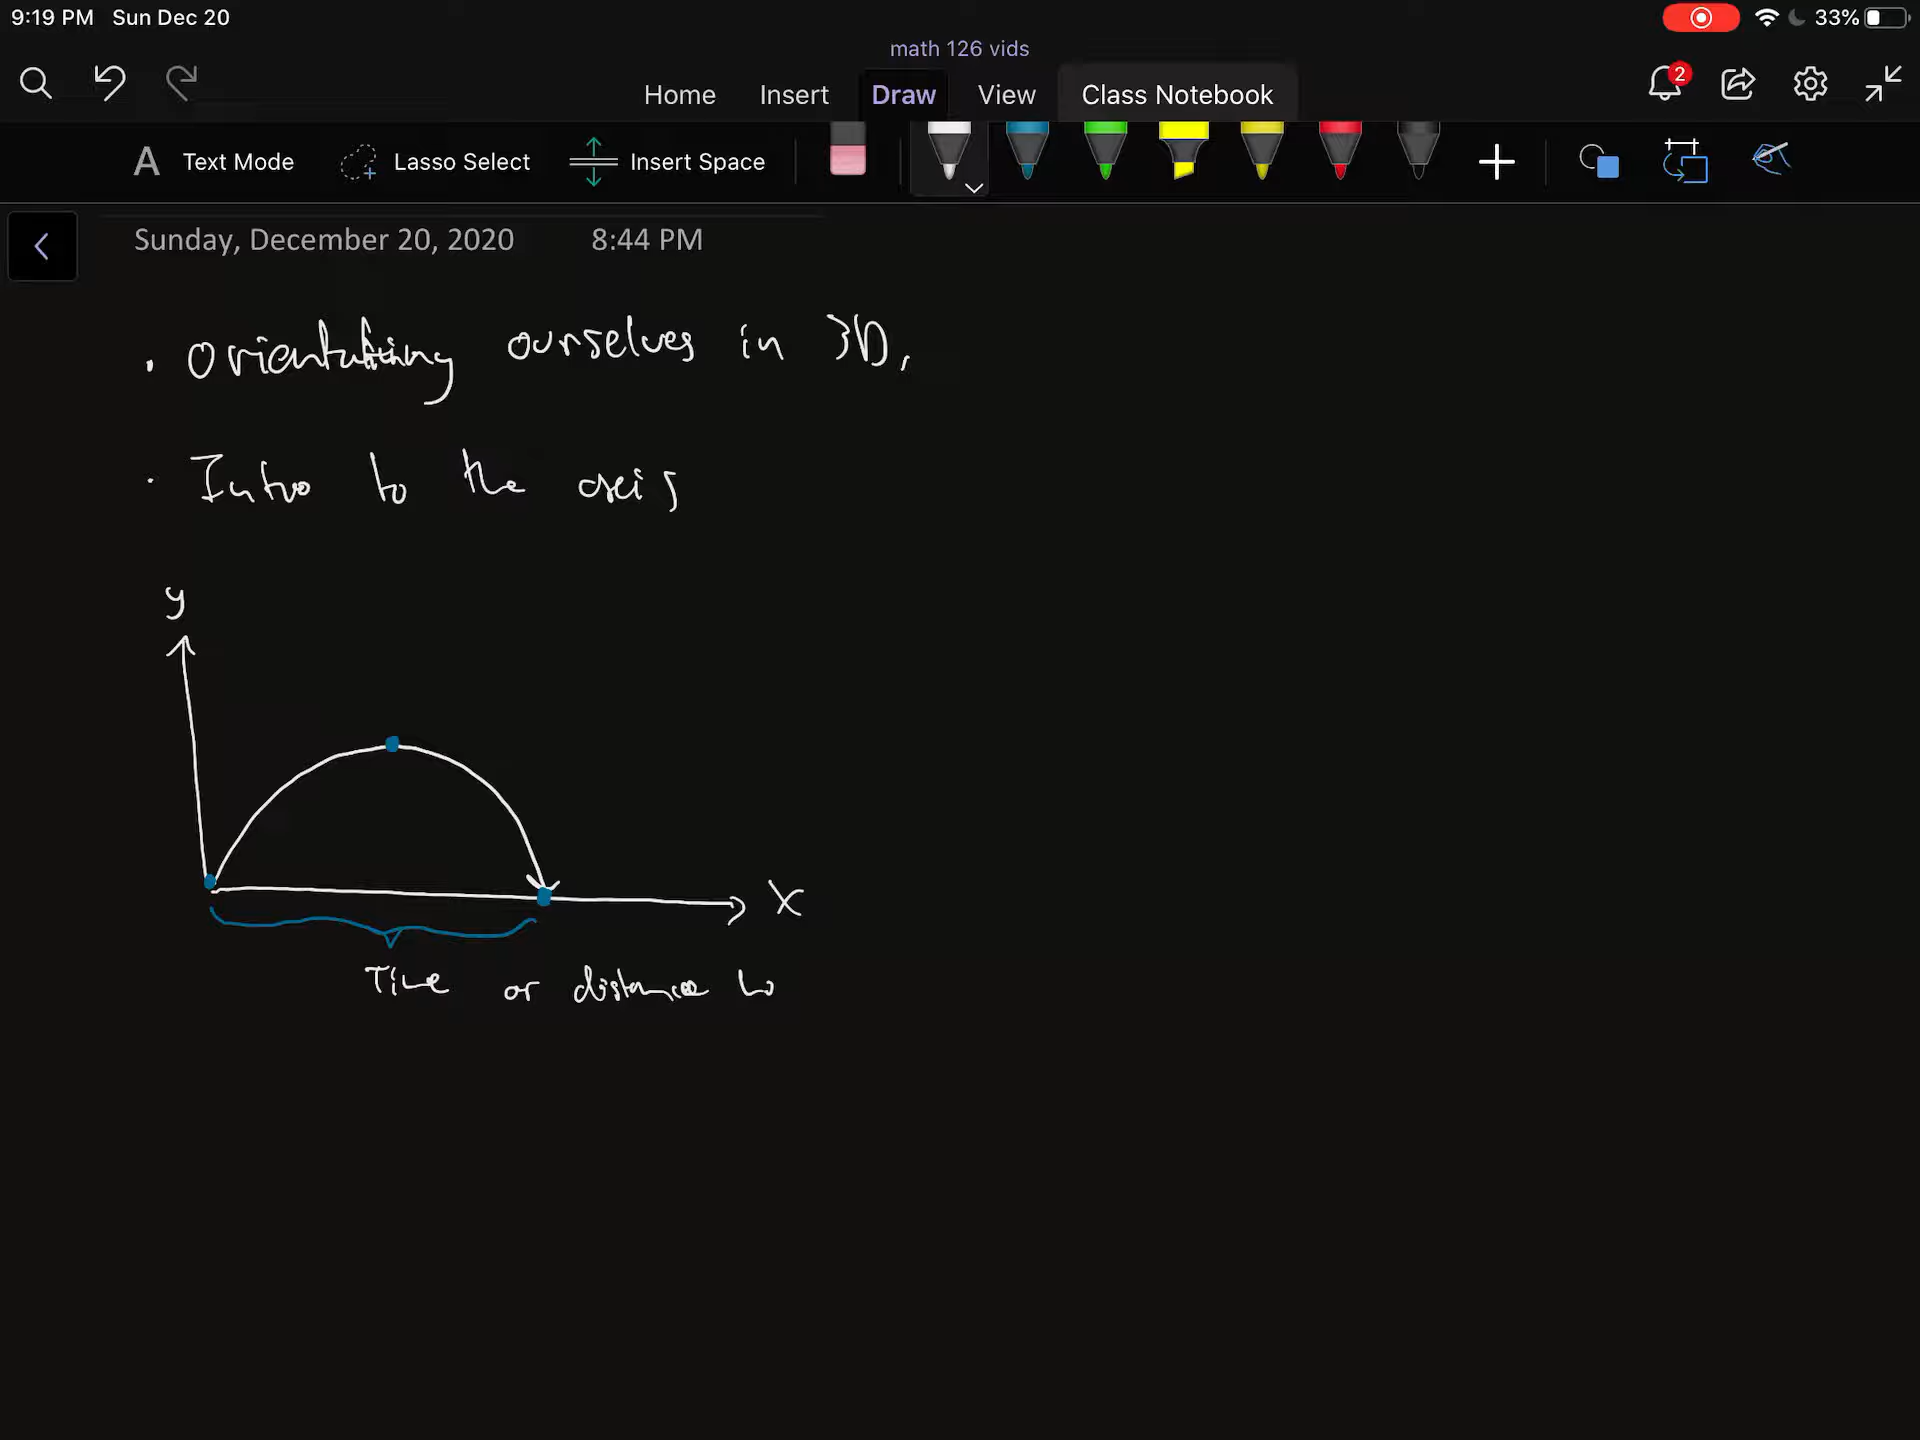 9:19 PM Sun Dec 20
33%
math 126 vids
2
Home Insert Draw View Class Notebook
A Text Mode Lasso Select Insert Space
Sunday, December 20, 2020 8:44 PM
· ourselves in 3D,
· Intro to the axis
y
X
Time or distance